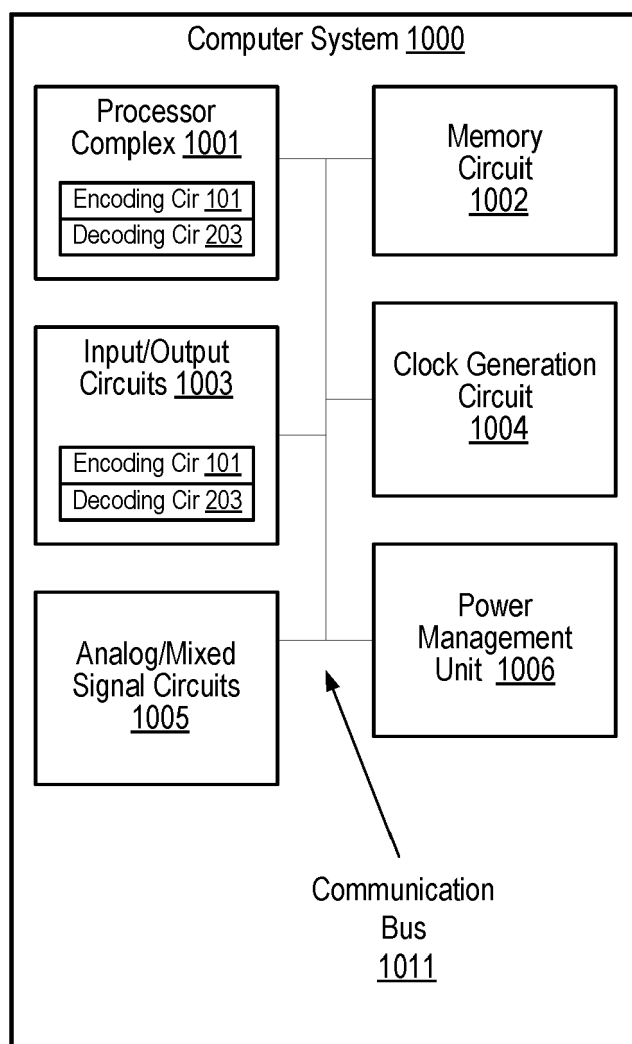 Computer System 1000
Processor
Complex 1001
Encoding Cir 101
Decoding Cir 203
Memory
Circuit
1002
Input/Output
Circuits 1003
Encoding Cir 101
Decoding Cir 203
Clock Generation
Circuit
1004
Analog/Mixed
Signal Circuits
1005
Power
Management
Unit 1006
Communication
Bus
1011